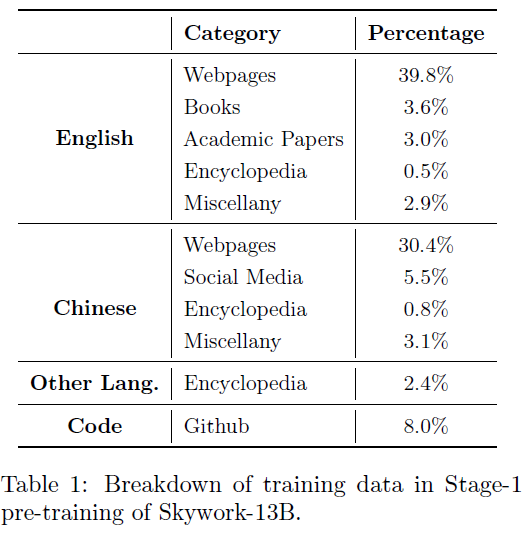 Category Percentage
Webpages 39.8%
Books 3.6%
English Academic Papers 3.0%
Encyclopedia 0.5%
Miscellany 2.9%
Webpages 30.4%
Social Media 5.5%
Chinese Encyclopedia 0.8%
Miscellany 3.1%
Other Lang. Encyclopedia 2.4%
Code Github 8.0%
Table 1: Breakdown of training data in Stage-1
pre-training of Skywork-13B.